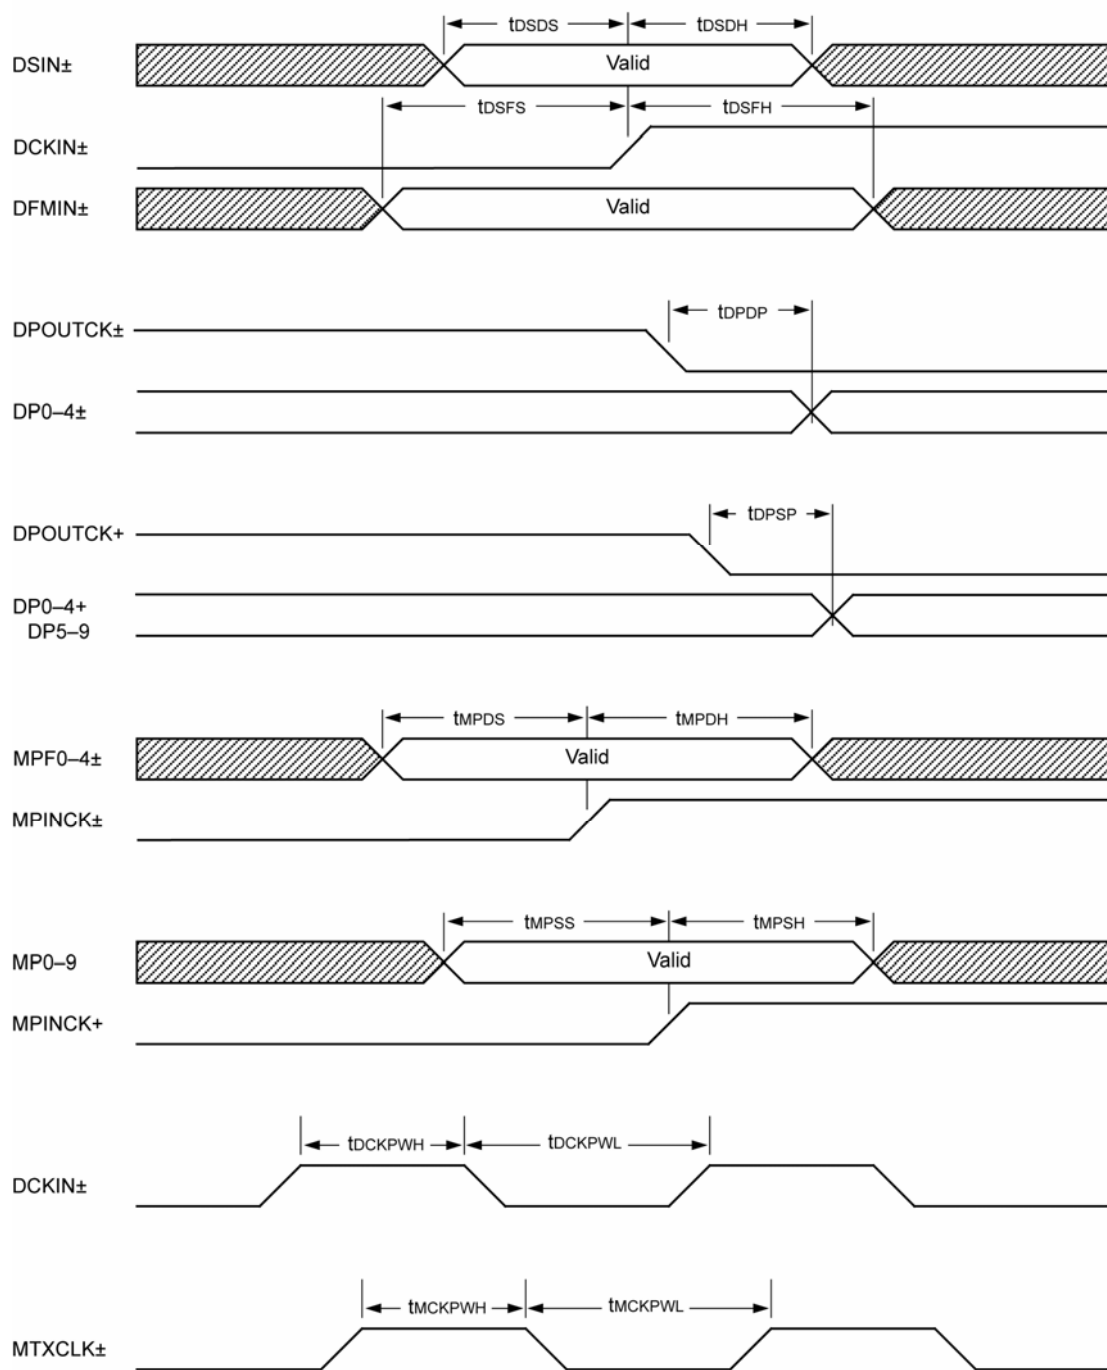 tDSDS tDSDH
DSIN± Valid
tDSFS tDSFH
DCKIN±
DFMIN± Valid
tDPDP
DPOUTCK±
DP0–4±
tDPSP
DPOUTCK+
DP0–4+
DP5–9
tMPDS tMPDH
MPF0–4± Valid
MPINCK±
tMPSS tMPSH
MP0–9 Valid
MPINCK+
tDCKPWH tDCKPWL
DCKIN±
tMCKPWH tMCKPWL
MTXCLK±